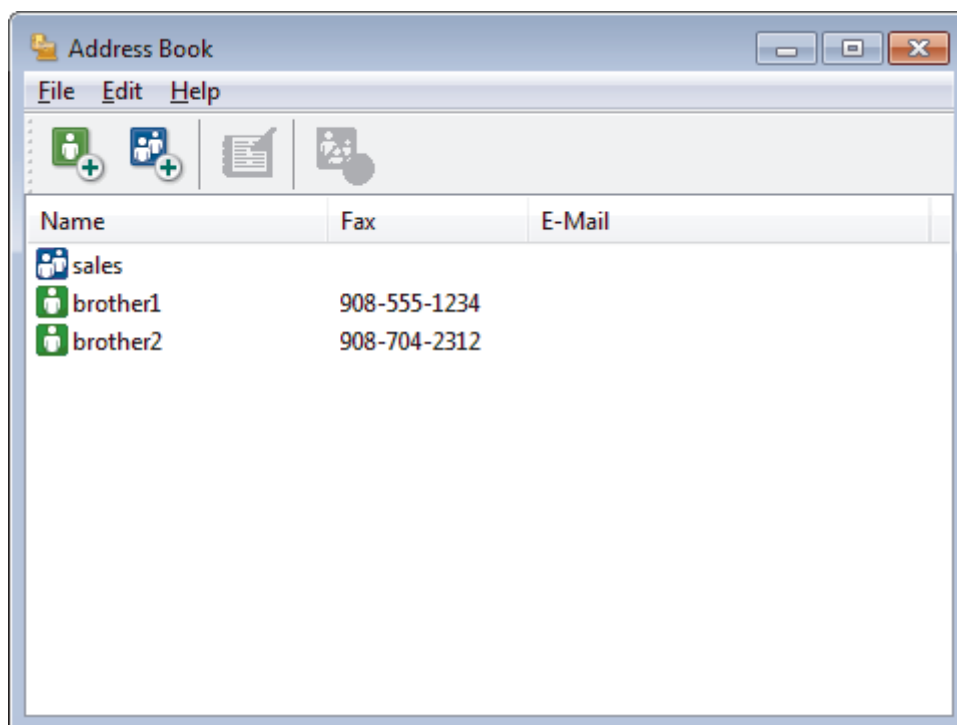 Address Book
File Edit Help
Name Fax E-Mail
sales
brother1 908-555-1234
brother2 908-704-2312